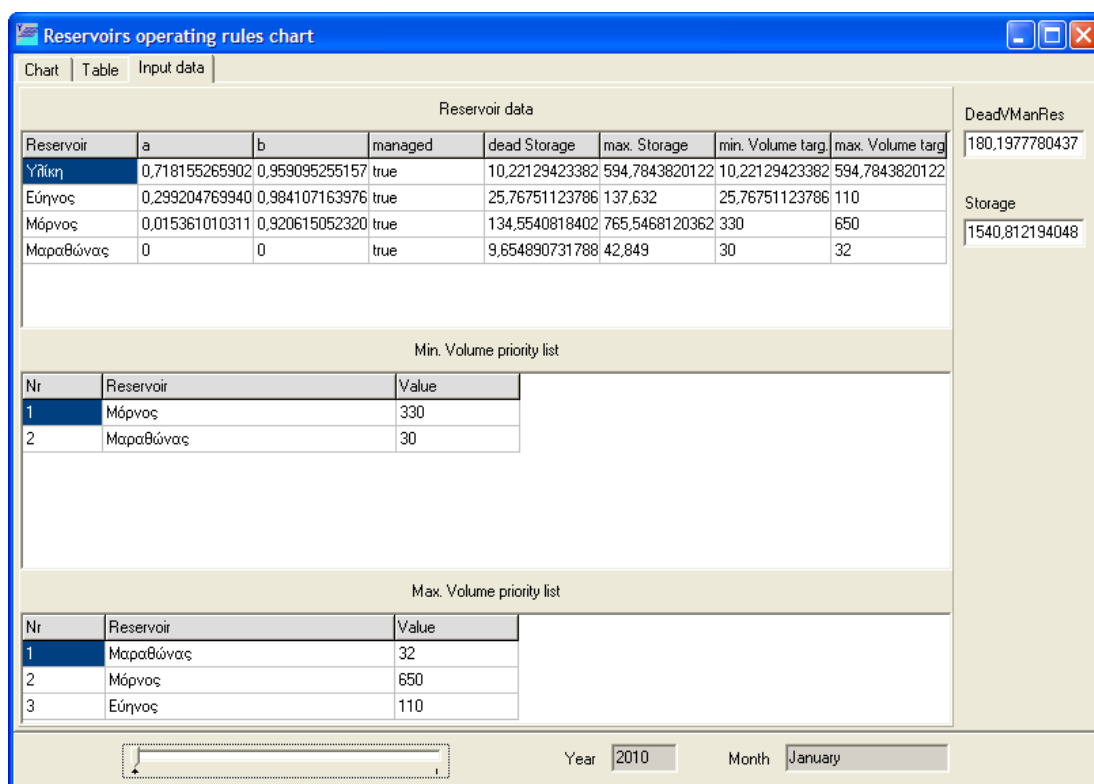 Reservoirs operating rules chart
Chart Table Input data
Reservoir data
Reservoir a b managed dead Storage max. Storage min. Volume targ. max. Volume targ
Υλίκη 0,718155265902 0,959095255157 true 10,22129423382 594,7843820122 10,22129423382 594,7843820122
Εύηνος 0,299204769940 0,984107163976 true 25,76751123786 137,632 25,76751123786 110
Μόρνος 0,015361010311 0,920615052320 true 134,5540818402 765,5468120362 330 650
Μαραθώνας 0 0 true 9,654890731788 42,849 30 32
DeadVManRes
180,1977780437
Storage
1540,812194048
Min. Volume priority list
Nr Reservoir Value
1 Μόρνος 330
2 Μαραθώνας 30
Max. Volume priority list
Nr Reservoir Value
1 Μαραθώνας 32
2 Μόρνος 650
3 Εύηνος 110
Year 2010 Month January